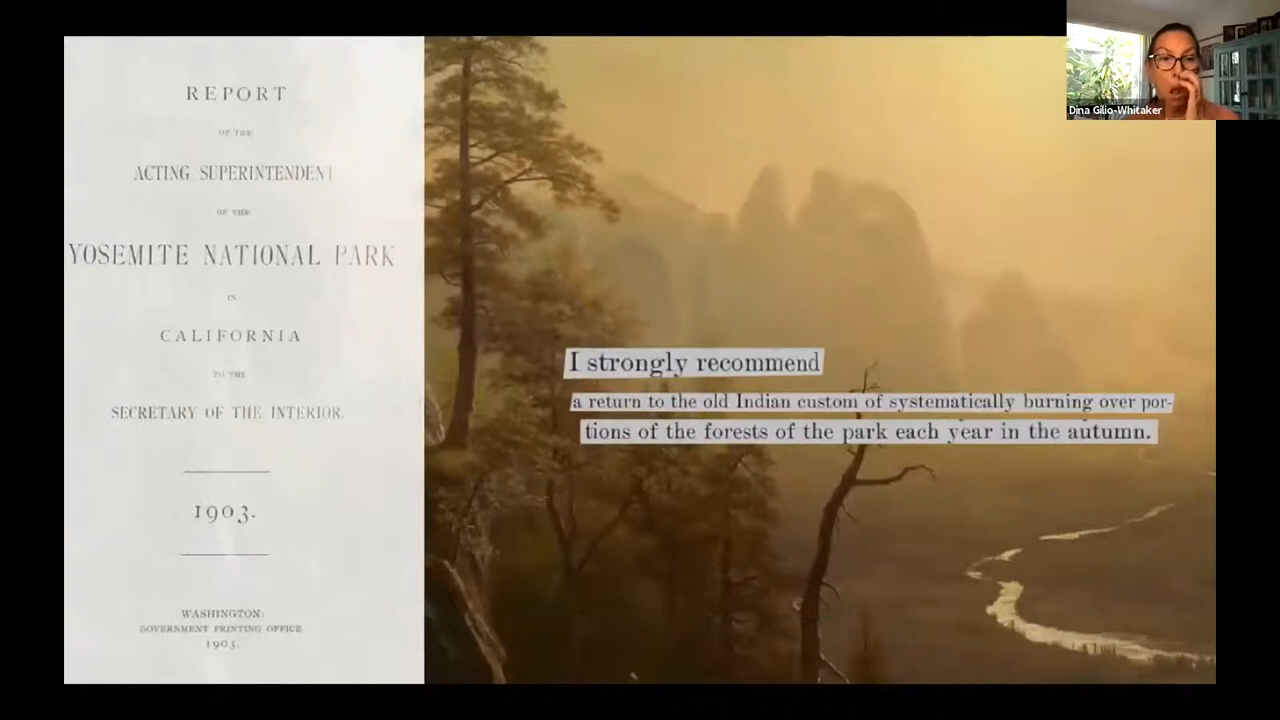 REPORT
OF THE
ACTING SUPERINTENDENT
OF THE
YOSEMITE NATIONAL PARK
IN
CALIFORNIA
TO THE
SECRETARY OF THE INTERIOR.
1903.
WASHINGTON:
GOVERNMENT PRINTING OFFICE
1903.
I strongly recommend
a return to the old Indian custom of systematically burning over por-
tions of the forests of the park each year in the autumn.
Dina Gilio-Whitaker